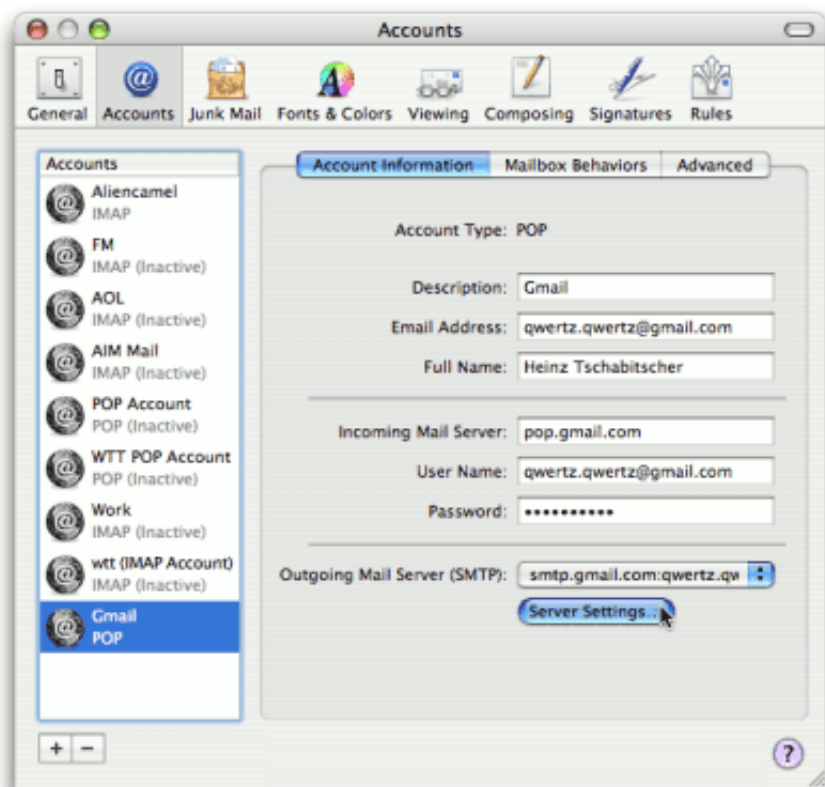 Accounts
General Accounts Junk Mail Fonts & Colors Viewing Composing Signatures Rules
Accounts
Aliencamel
IMAP
FM
IMAP (Inactive)
AOL
IMAP (Inactive)
AIM Mail
IMAP (Inactive)
POP Account
POP (Inactive)
WTT POP Account
POP (Inactive)
Work
IMAP (Inactive)
wtt (IMAP Account)
IMAP (Inactive)
Gmail
POP
+ −
Account Information Mailbox Behaviors Advanced
Account Type: POP
Description: Gmail
Email Address: qwertz.qwertz@gmail.com
Full Name: Heinz Tschabitscher
Incoming Mail Server: pop.gmail.com
User Name: qwertz.qwertz@gmail.com
Password: ••••••••••
Outgoing Mail Server (SMTP): smtp.gmail.com:qwertz.qw
Server Settings...
?